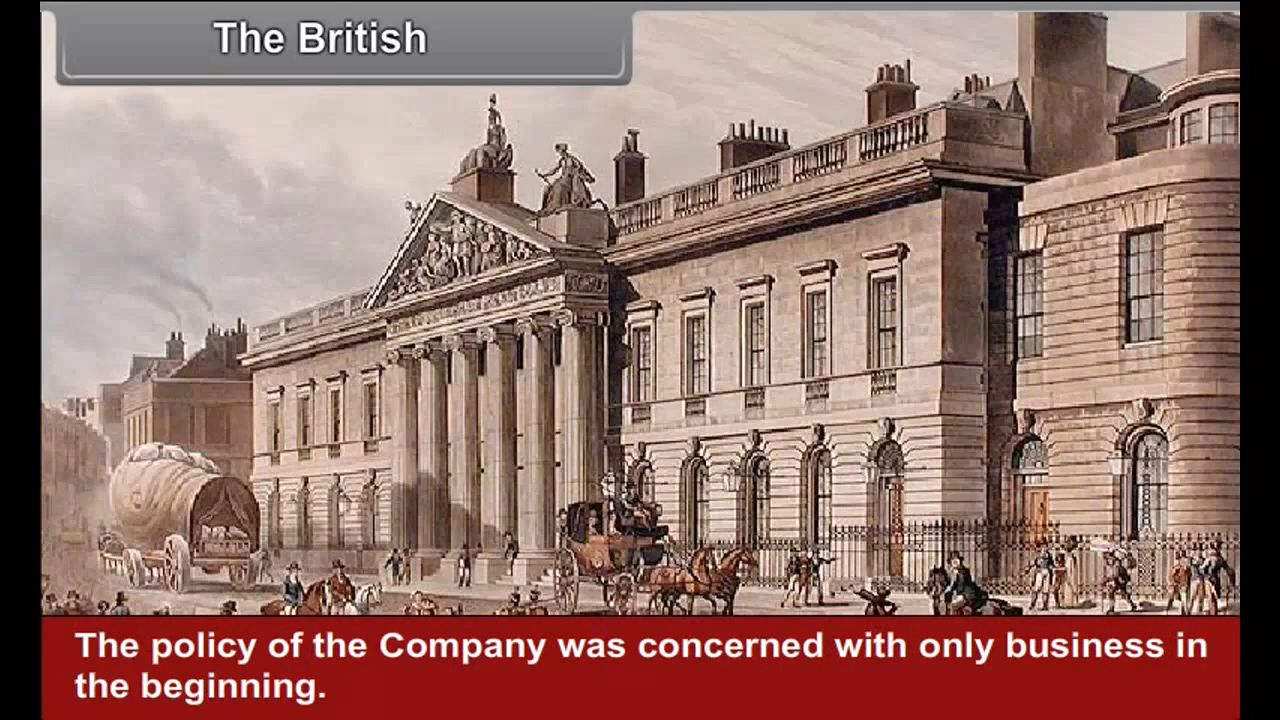 The British
The policy of the Company was concerned with only business in
the beginning.